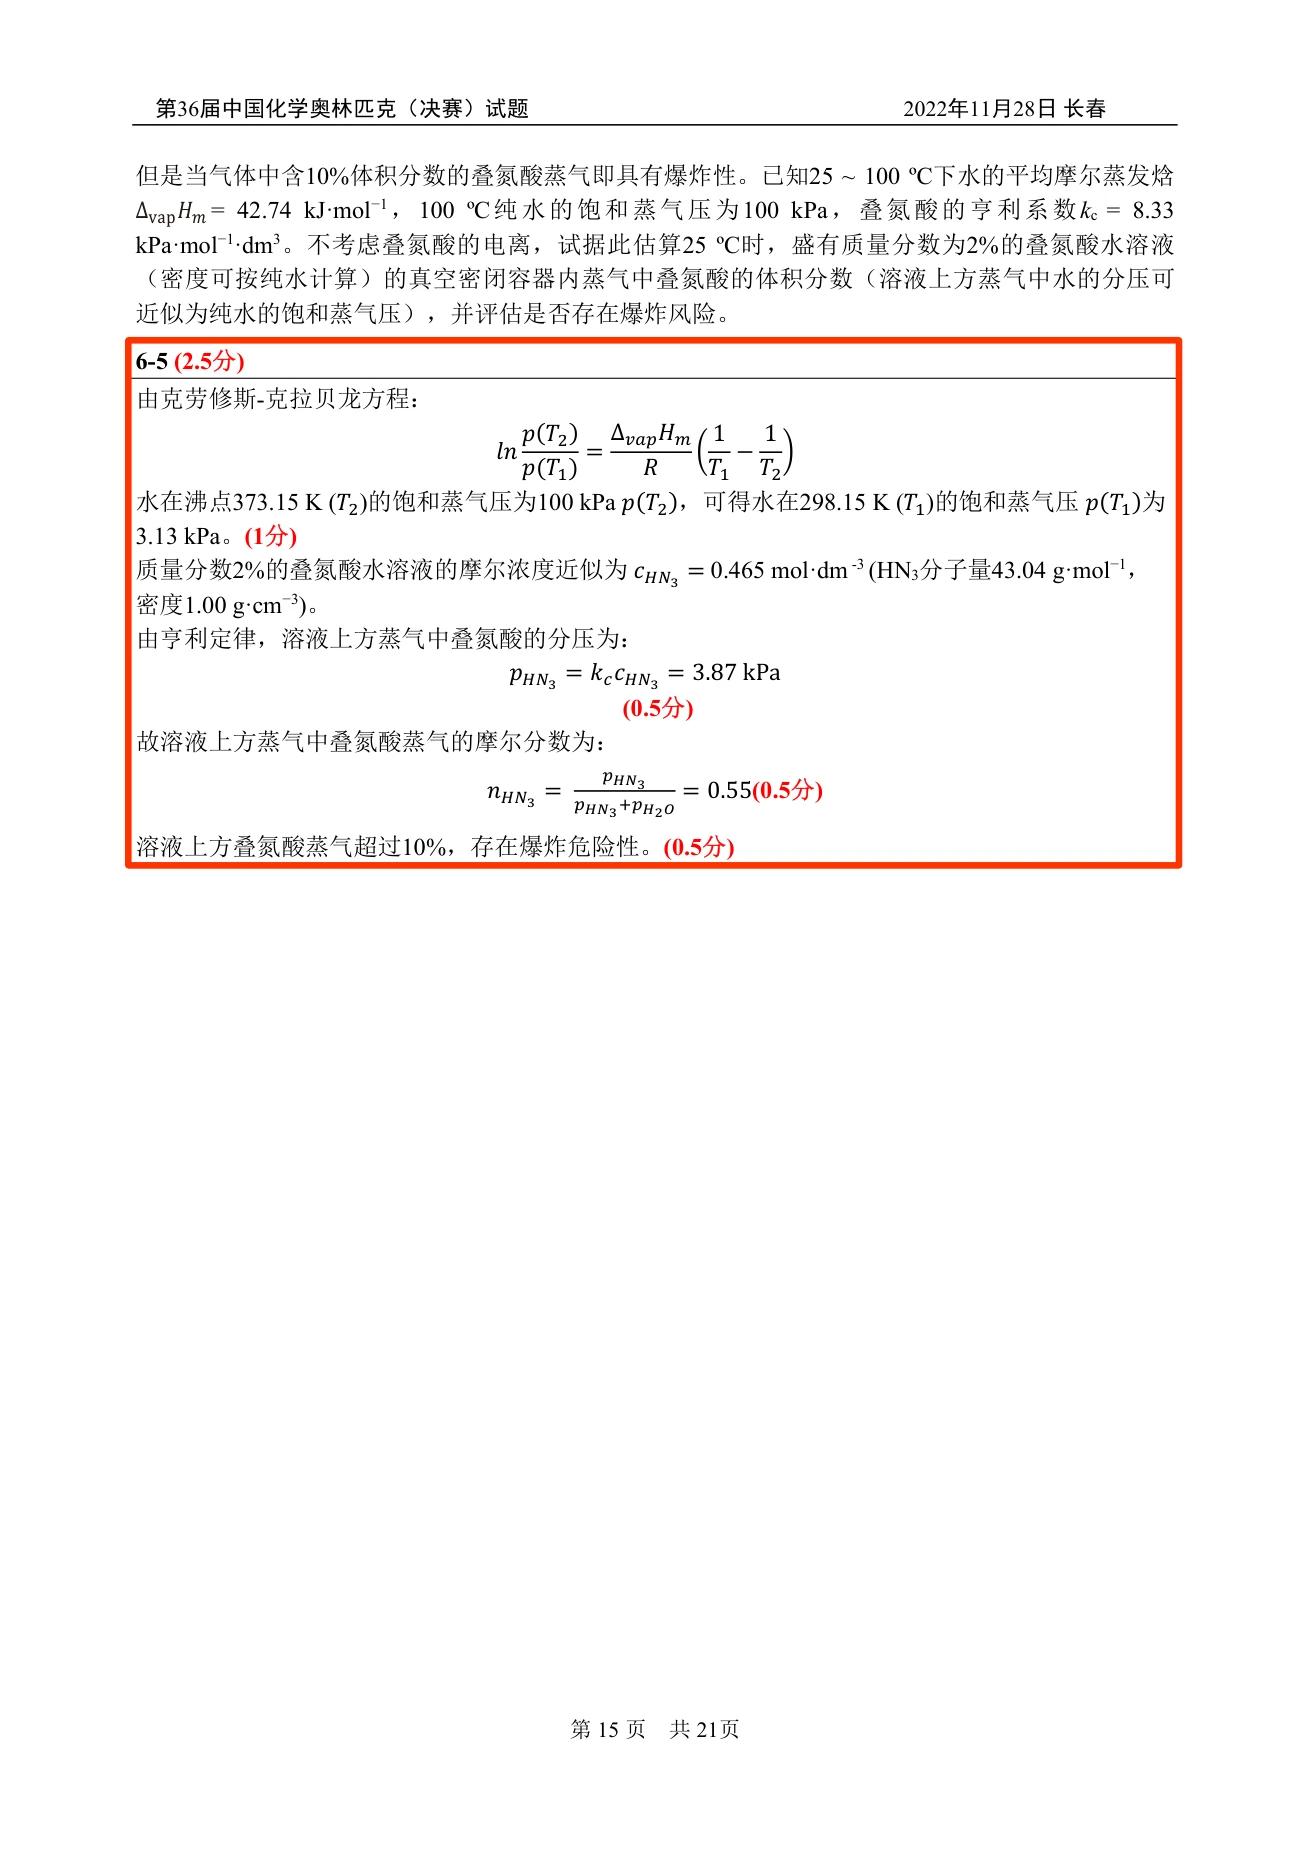 第36届中国化学奥林匹克（决赛）试题 2022年11月28日 长春
但是当气体中含10%体积分数的叠氮酸蒸气即具有爆炸性。已知25 ~ 100 ºC下水的平均摩尔蒸发焓
Δ_vap H_m = 42.74 kJ·mol⁻¹，100 ºC纯水的饱和蒸气压为100 kPa，叠氮酸的亨利系数k_c = 8.33
kPa·mol⁻¹·dm³。不考虑叠氮酸的电离，试据此估算25 ºC时，盛有质量分数为2%的叠氮酸水溶液
（密度可按纯水计算）的真空密闭容器内蒸气中叠氮酸的体积分数（溶液上方蒸气中水的分压可
近似为纯水的饱和蒸气压），并评估是否存在爆炸风险。
6-5 (2.5分)
由克劳修斯-克拉贝龙方程：
ln p(T₂)/p(T₁) = Δ_vap H_m/R (1/T₁ − 1/T₂)
水在沸点373.15 K (T₂)的饱和蒸气压为100 kPa p(T₂)，可得水在298.15 K (T₁)的饱和蒸气压 p(T₁)为
3.13 kPa。(1分)
质量分数2%的叠氮酸水溶液的摩尔浓度近似为 c_HN₃ = 0.465 mol·dm⁻³ (HN₃分子量43.04 g·mol⁻¹，
密度1.00 g·cm⁻³)。
由亨利定律，溶液上方蒸气中叠氮酸的分压为：
p_HN₃ = k_c c_HN₃ = 3.87 kPa
(0.5分)
故溶液上方蒸气中叠氮酸蒸气的摩尔分数为：
n_HN₃ = p_HN₃/(p_HN₃+p_H₂O) = 0.55(0.5分)
溶液上方叠氮酸蒸气超过10%，存在爆炸危险性。(0.5分)
第 15 页 共 21页